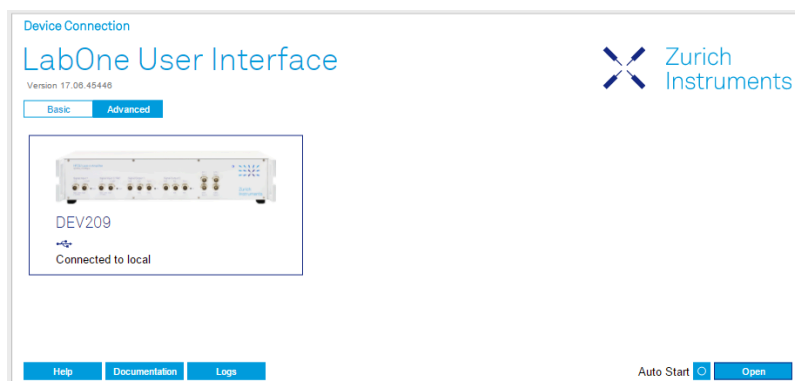 Device Connection
LabOne User Interface
Version 17.06.45446
Basic
Advanced
Zurich
Instruments
DEV209
Connected to local
Help
Documentation
Logs
Auto Start
Open